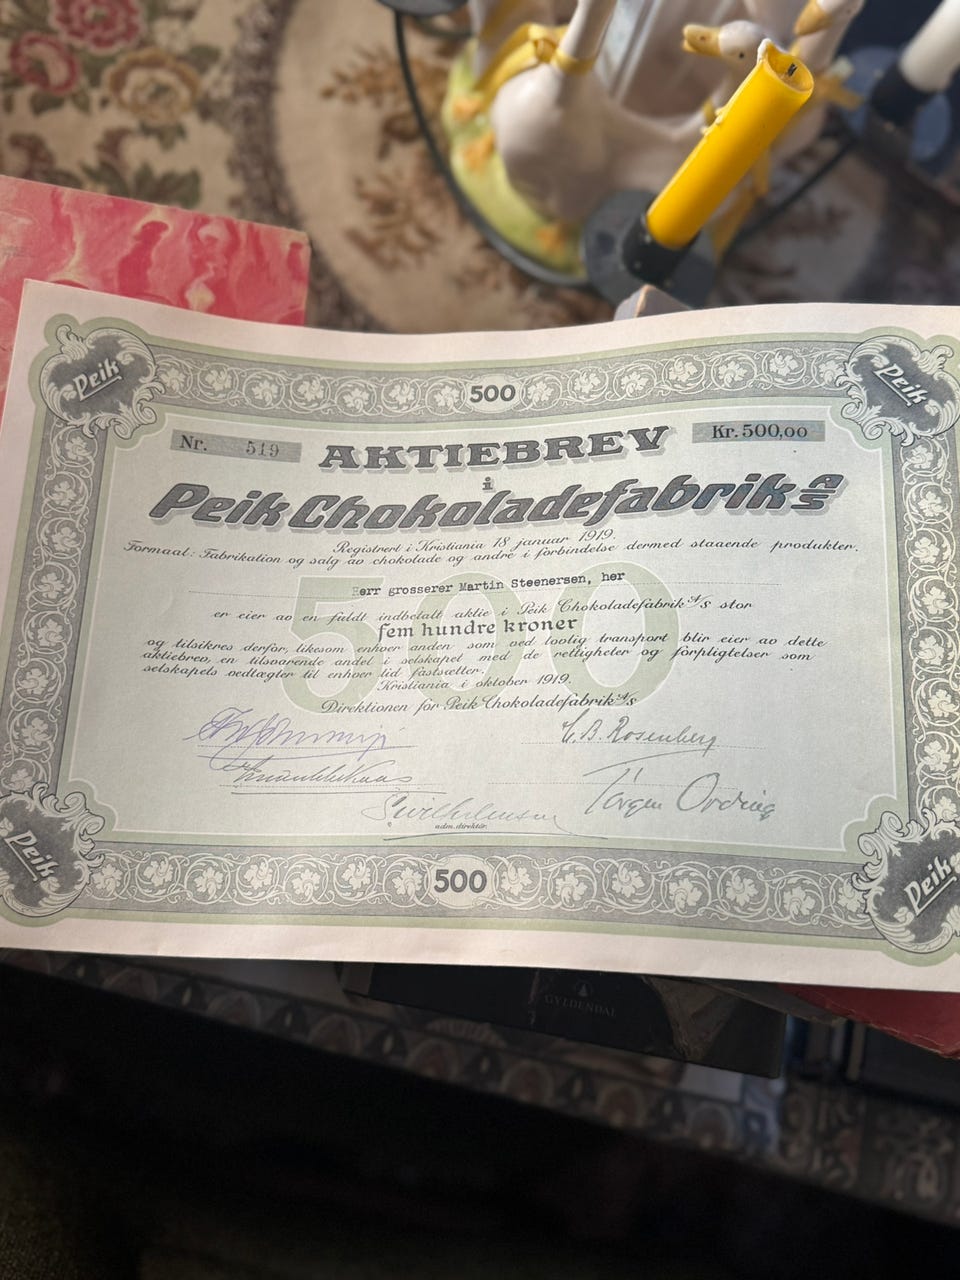 Peik
500
Peik
Nr. 519
Kr. 500,00
AKTIEBREV
i
Peik Chokoladefabrik A/S
Registrert i Kristiania 18 januar 1919.
Formaal: Fabrikation og salg av chokolade og andre i forbindelse dermed staaende produkter.
500
Herr grosserer Martin Steenersen, her
er eier av en fuldt indbetalt aktie i Peik Chokoladefabrik A/S stor
fem hundre kroner
og tilsikres derfor, likesom enhver anden som ved lovlig transport blir eier av dette
aktiebrev, en tilsvarende andel i selskapet med de rettigheter og forpligtelser som
selskapets vedtægter til enhver tid fastsætter.
Kristiania i oktober 1919.
Direktionen for Peik Chokoladefabrik A/S
C. B. Rosenberg
Jørgen Ording
adm. direktør.
Peik
500
Peik
GYLDENDAL